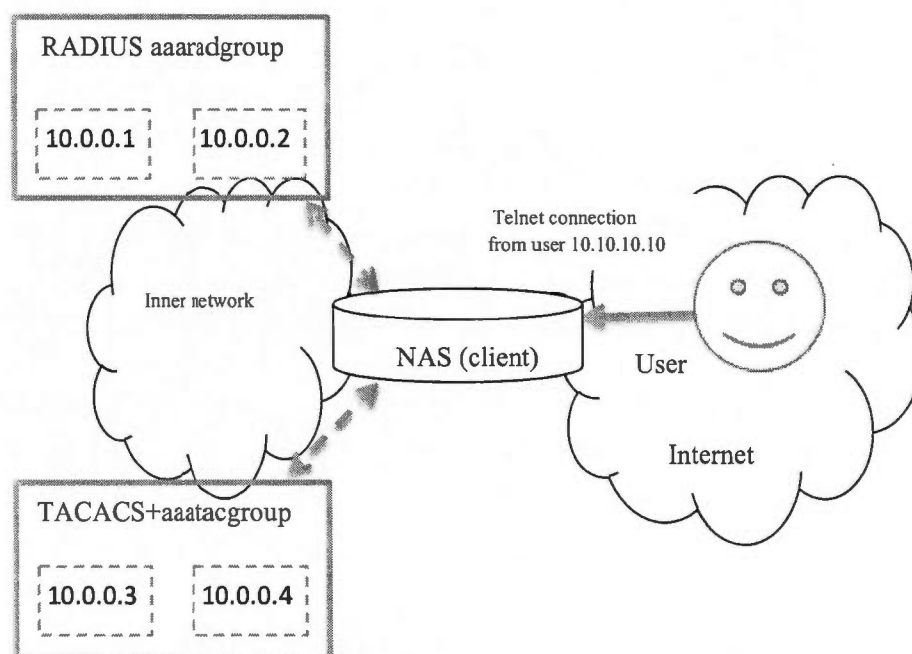 RADIUS aaaradgroup
10.0.0.1
10.0.0.2
Telnet connection
from user 10.10.10.10
Inner network
NAS (client)
User
Internet
TACACS+aaatacgroup
10.0.0.3
10.0.0.4